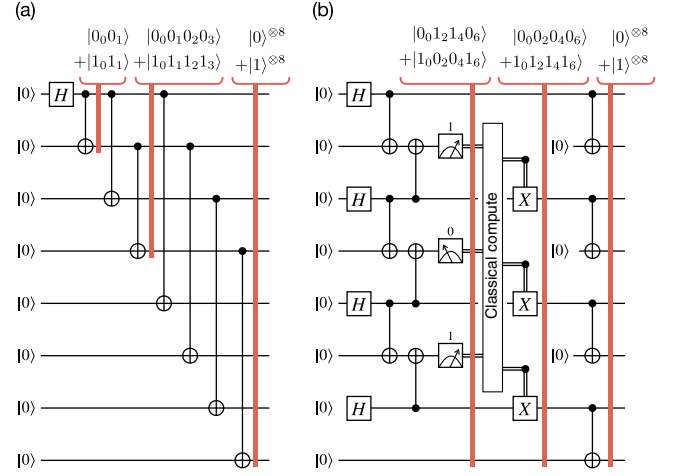 (a)
|0₀0₁⟩
+|1₀1₁⟩
|0₀0₁0₂0₃⟩
+|1₀1₁1₂1₃⟩
|0⟩⊗8
+|1⟩⊗8
|0⟩
H
|0⟩
|0⟩
|0⟩
|0⟩
|0⟩
|0⟩
|0⟩
(b)
|0₀1₂1₄0₆⟩
+|1₀0₂0₄1₆⟩
|0₀0₂0₄0₆⟩
+1₀1₂1₄1₆⟩
|0⟩⊗8
+|1⟩⊗8
|0⟩ H
|0⟩ 1 |0⟩
|0⟩ H X
|0⟩ 0 |0⟩
|0⟩ H X
|0⟩ 1 |0⟩
|0⟩ H X
|0⟩
Classical compute